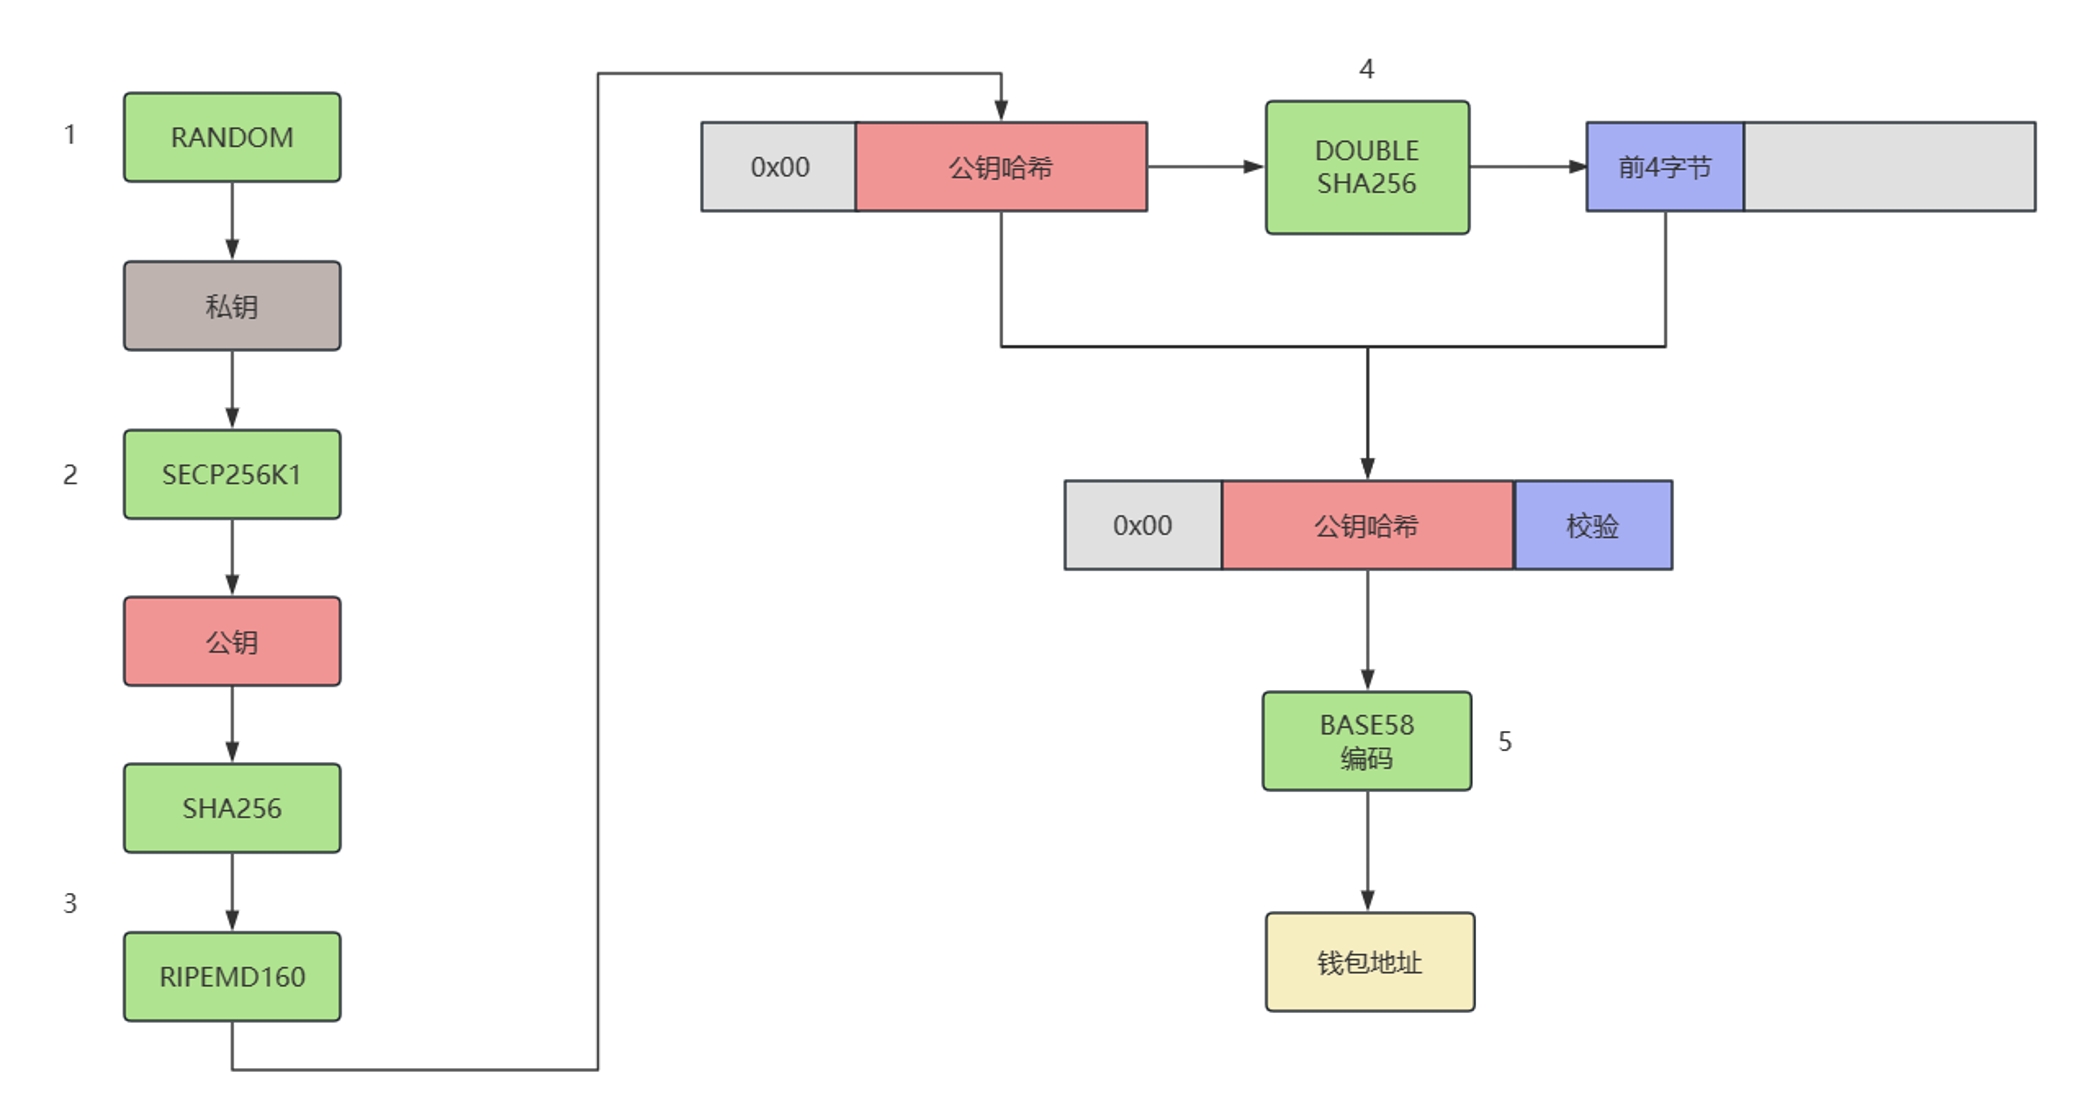 1
RANDOM
私钥
2
SECP256K1
公钥
SHA256
3
RIPEMD160
0x00
公钥哈希
4
DOUBLE
SHA256
前4字节
0x00
公钥哈希
校验
BASE58
编码
5
钱包地址